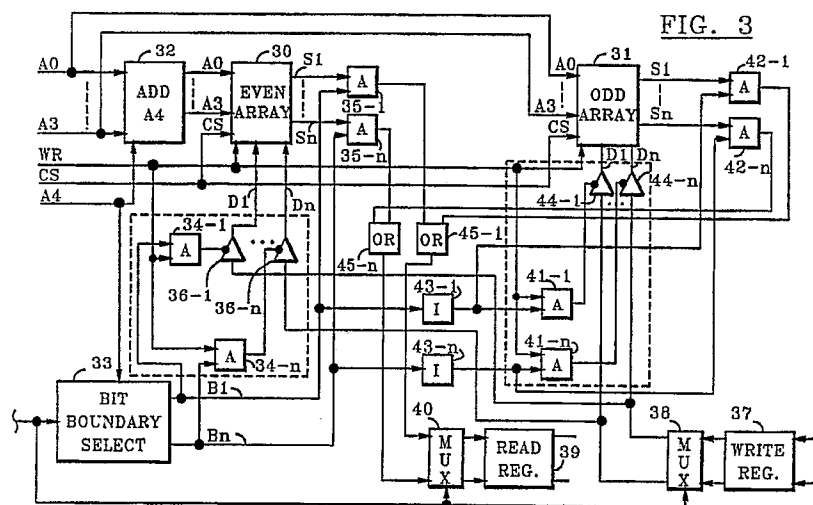 FIG. 3
32
30
31
42-1
A0
A0
S1
A
35-1
A0
S1
A
ADD
A4
EVEN
ARRAY
ODD
ARRAY
A3
A3
Sn
A
35-n
A3
Sn
A
42-n
CS
CS
WR
CS
A4
D1
Dn
D1
Dn
44-1
44-n
34-1
A
36-1
36-n
OR
45-n
OR
45-1
43-1
I
41-1
A
A
34-n
43-n
I
41-n
A
33
BIT
BOUNDARY
SELECT
B1
Bn
40
MUX
READ
REG.
39
38
MUX
37
WRITE
REG.